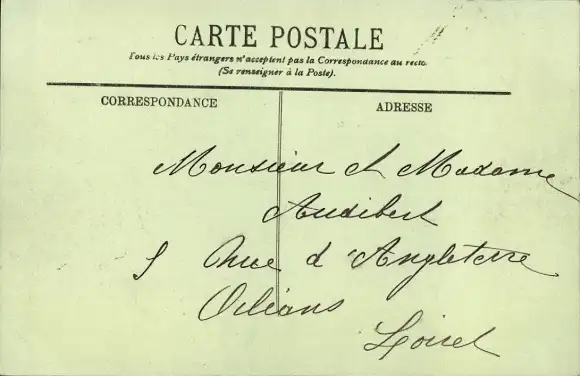 CARTE POSTALE
Tous les Pays étrangers n'acceptent pas la Correspondance au recto.
(Se renseigner à la Poste).
CORRESPONDANCE
ADRESSE
Monsieur et Madame
Audibert
5 Rue d'Angleterre
Orléans
Loiret